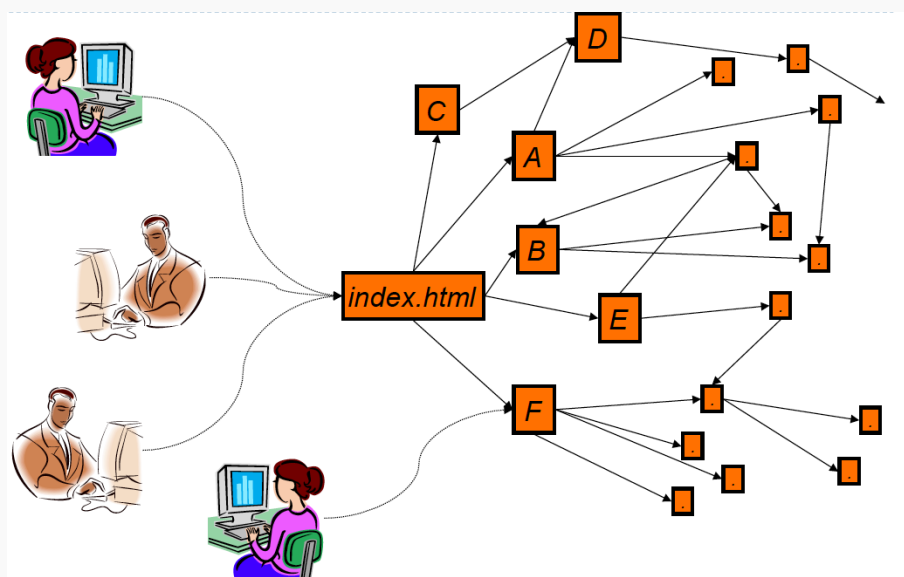 D
.
.
C
.
A
.
B
.
.
index.html
E
.
F
.
.
.
.
.
.